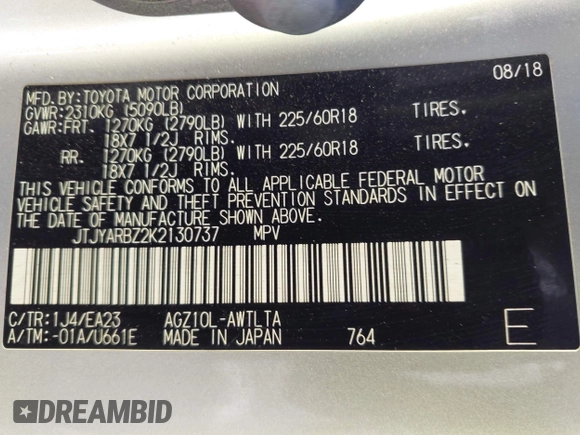 MFD.BY:TOYOTA MOTOR CORPORATION 08/18
GVWR:2310KG (5090LB)
GAWR:FRT. 1270KG (2790LB) WITH 225/60R18 TIRES.
18X7 1/2J RIMS.
RR. 1270KG (2790LB) WITH 225/60R18 TIRES.
18X7 1/2J RIMS.
THIS VEHICLE CONFORMS TO ALL APPLICABLE FEDERAL MOTOR
VEHICLE SAFETY AND THEFT PREVENTION STANDARDS IN EFFECT ON
THE DATE OF MANUFACTURE SHOWN ABOVE.
JTJYARBZ2K2130737 MPV
C/TR:1J4/EA23 AGZ10L-AWTLTA
A/TM:-01A/U661E MADE IN JAPAN 764 E
DREAMBID